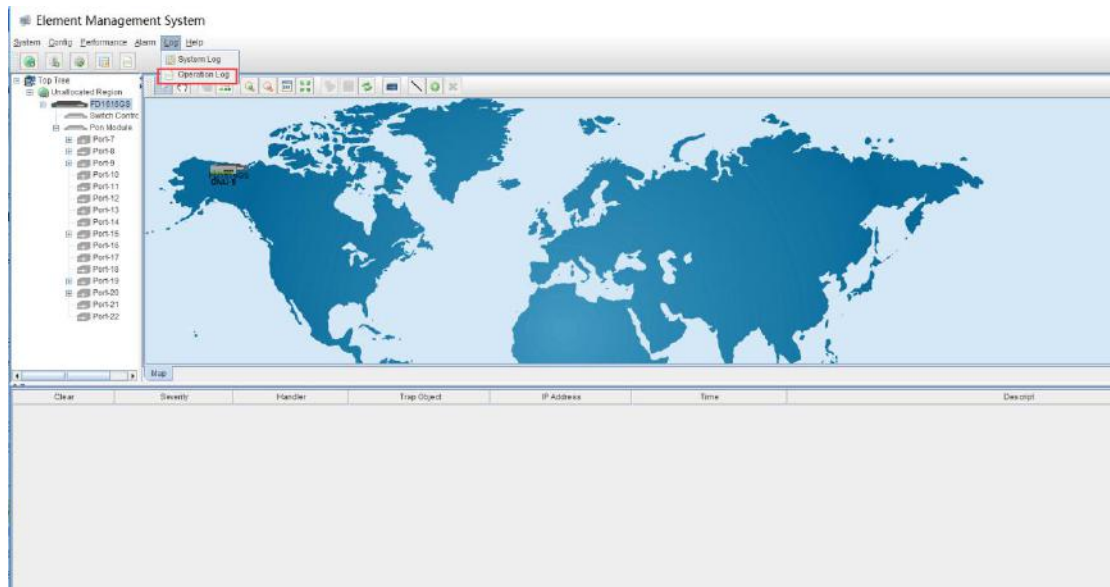 Element Management System
System Config Performance Alarm Log Help
System Log
Operation Log
Top Tree
Unallocated Region
FD1616GS
Switch Contro
Pon Module
Port-7
Port-8
Port-9
Port-10
Port-11
Port-12
Port-13
Port-14
Port-15
Port-16
Port-17
Port-18
Port-19
Port-20
Port-21
Port-22
Map
Clear Severity Handler Trap Object IP Address Time Descript